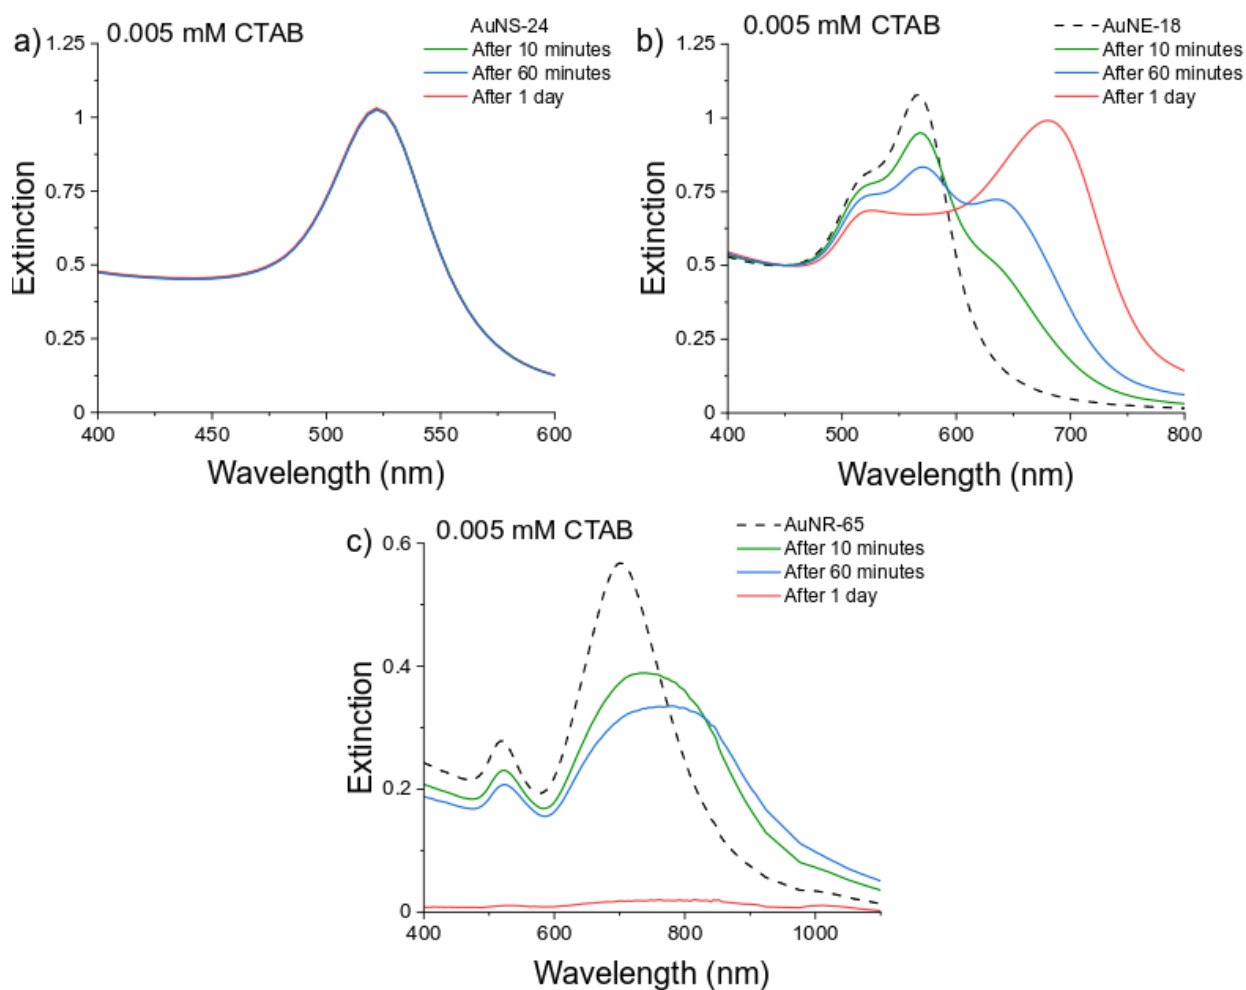 a) 0.005 mM CTAB
AuNS-24
After 10 minutes
After 60 minutes
After 1 day
1.25
1
0.75
0.5
0.25
0
Extinction
400 450 500 550 600
Wavelength (nm)
b) 0.005 mM CTAB
AuNE-18
After 10 minutes
After 60 minutes
After 1 day
1.25
1
0.75
0.5
0.25
0
Extinction
400 500 600 700 800
Wavelength (nm)
c) 0.005 mM CTAB
AuNR-65
After 10 minutes
After 60 minutes
After 1 day
0.6
0.4
0.2
0
Extinction
400 600 800 1000
Wavelength (nm)